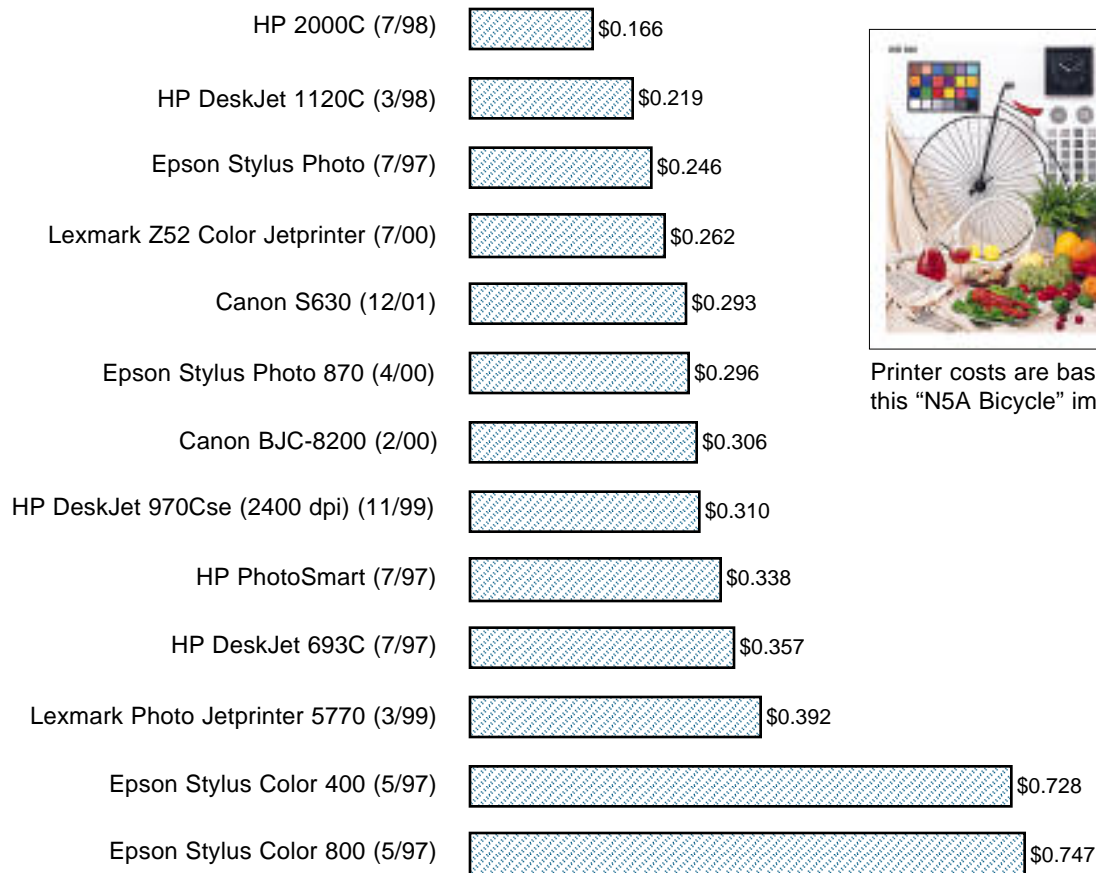 HP 2000C (7/98) $0.166
HP DeskJet 1120C (3/98) $0.219
Epson Stylus Photo (7/97) $0.246
Lexmark Z52 Color Jetprinter (7/00) $0.262
Canon S630 (12/01) $0.293
Epson Stylus Photo 870 (4/00) $0.296
Printer costs are bas
this “N5A Bicycle” im
Canon BJC-8200 (2/00) $0.306
HP DeskJet 970Cse (2400 dpi) (11/99) $0.310
HP PhotoSmart (7/97) $0.338
HP DeskJet 693C (7/97) $0.357
Lexmark Photo Jetprinter 5770 (3/99) $0.392
Epson Stylus Color 400 (5/97) $0.728
Epson Stylus Color 800 (5/97) $0.747